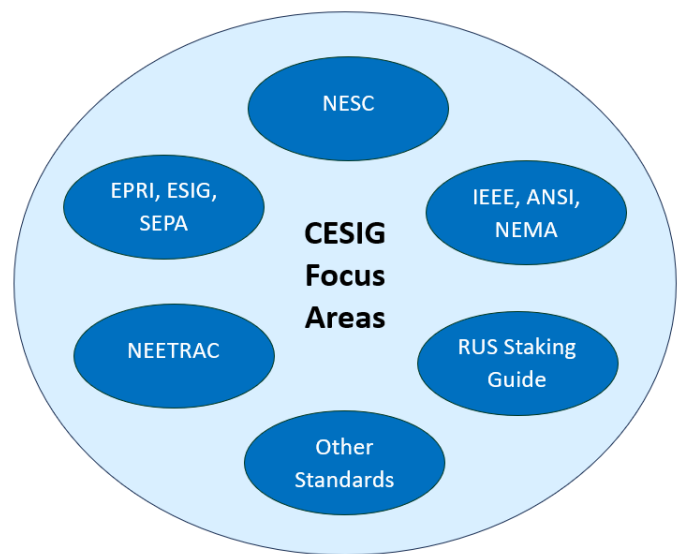 NESC
EPRI, ESIG,
SEPA
IEEE, ANSI,
NEMA
CESIG
Focus
Areas
NEETRAC
RUS Staking
Guide
Other
Standards